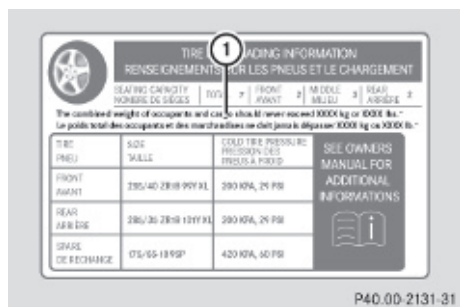 1
TIRE LOADING INFORMATION
RENSEIGNEMENTS SUR LES PNEUS ET LE CHARGEMENT
SEATING CAPACITY
NOMBRE DE SIÈGES
7
FRONT
AVANT
2
MIDDLE
MILIEU
3
REAR
ARRIÈRE
2
The combined weight of occupants and cargo should never exceed XXXX kg or XXXX lbs."
Le poids total des occupants et des marchandises ne doit jamais dépasser XXXX kg ou XXXX lb."
TIRE
PNEU
SIZE
TAILLE
COLD TIRE PRESSURE
PRESSION DES
PNEUS À FROID
SEE OWNERS
MANUAL FOR
ADDITIONAL
INFORMATIONS
FRONT
AVANT
200 KPA, 29 PSI
REAR
ARRIÈRE
200 KPA, 29 PSI
SPARE
DE RECHANGE
420 KPA, 60 PSI
P40.00-2131-31